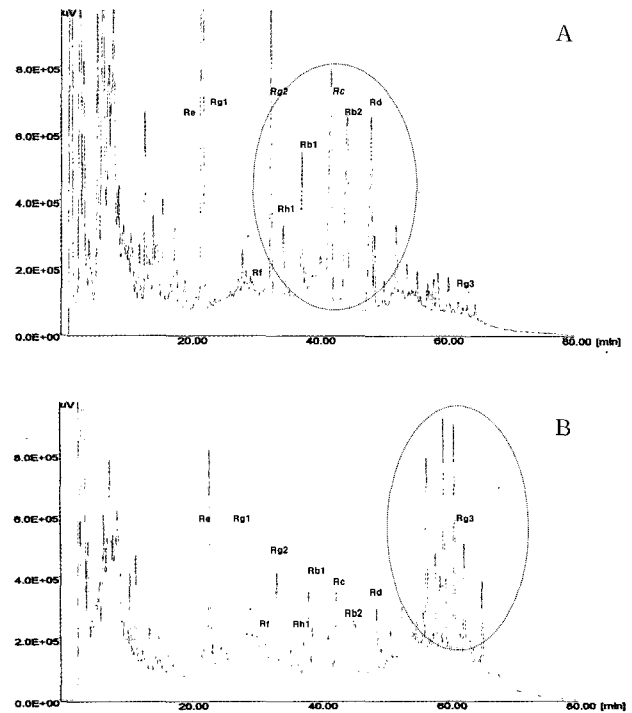 uV
A
8.0E+05
6.0E+05
4.0E+05
2.0E+05
0.0E+00
Re
Rg1
Rg2
Rc
Rb2
Rd
Rb1
Rh1
Rf
Rg3
20.00 40.00 60.00 80.00 [min]
uV
B
8.0E+05
6.0E+05
4.0E+05
2.0E+05
0.0E+00
Re
Rg1
Rg3
Rg2
Rb1
Rc
Rd
Rb2
Rf
Rh1
20.00 40.00 60.00 80.00 [min]